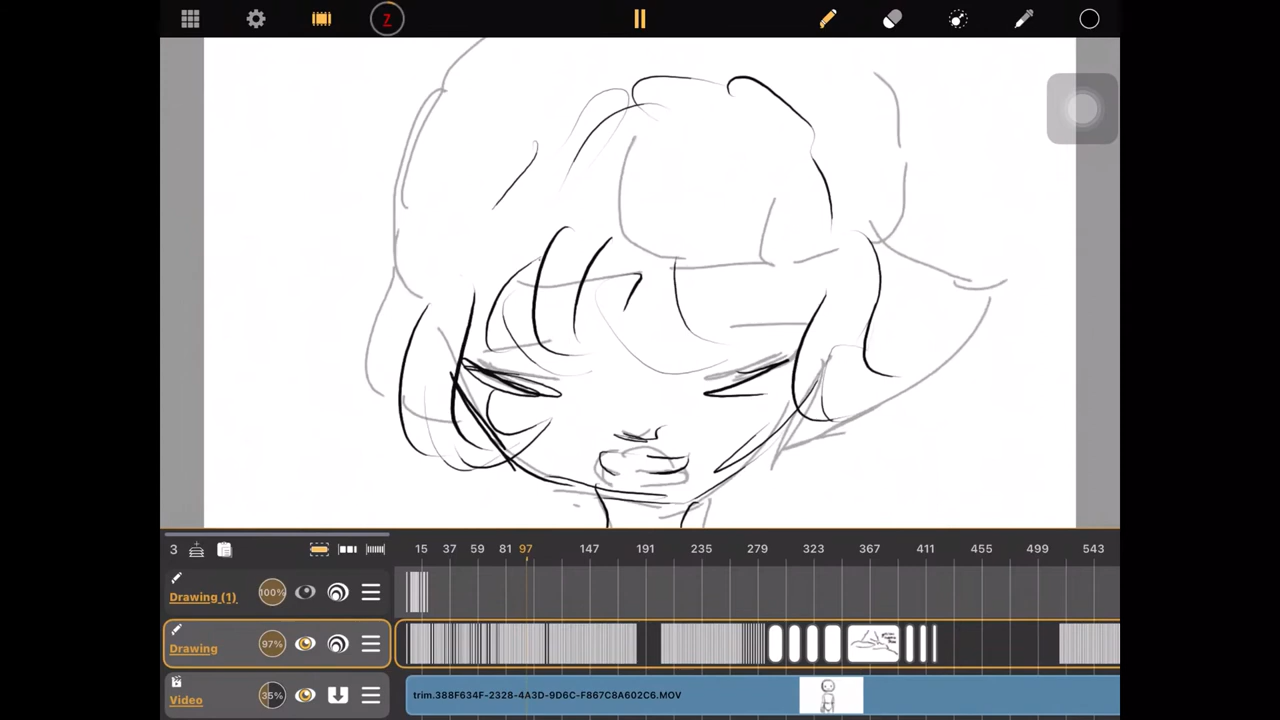 Z
3 15 37 59 81 97 147 191 235 279 323 367 411 455 499 543
Drawing (1) 100%
Drawing 97%
Video 35% trim.388F634F-2328-4A3D-9D6C-F867C8A602C6.MOV